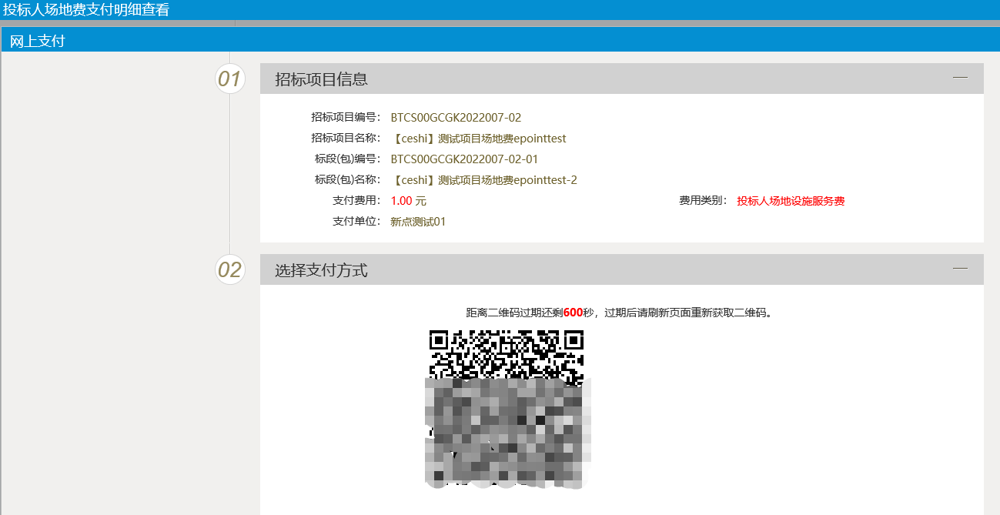 投标人场地费支付明细查看
网上支付
01
招标项目信息
招标项目编号： BTCS00GCGK2022007-02
招标项目名称： 【ceshi】测试项目场地费epointtest
标段(包)编号： BTCS00GCGK2022007-02-01
标段(包)名称： 【ceshi】测试项目场地费epointtest-2
支付费用： 1.00 元 费用类别： 投标人场地设施服务费
支付单位： 新点测试01
02
选择支付方式
距离二维码过期还剩600秒，过期后请刷新页面重新获取二维码。